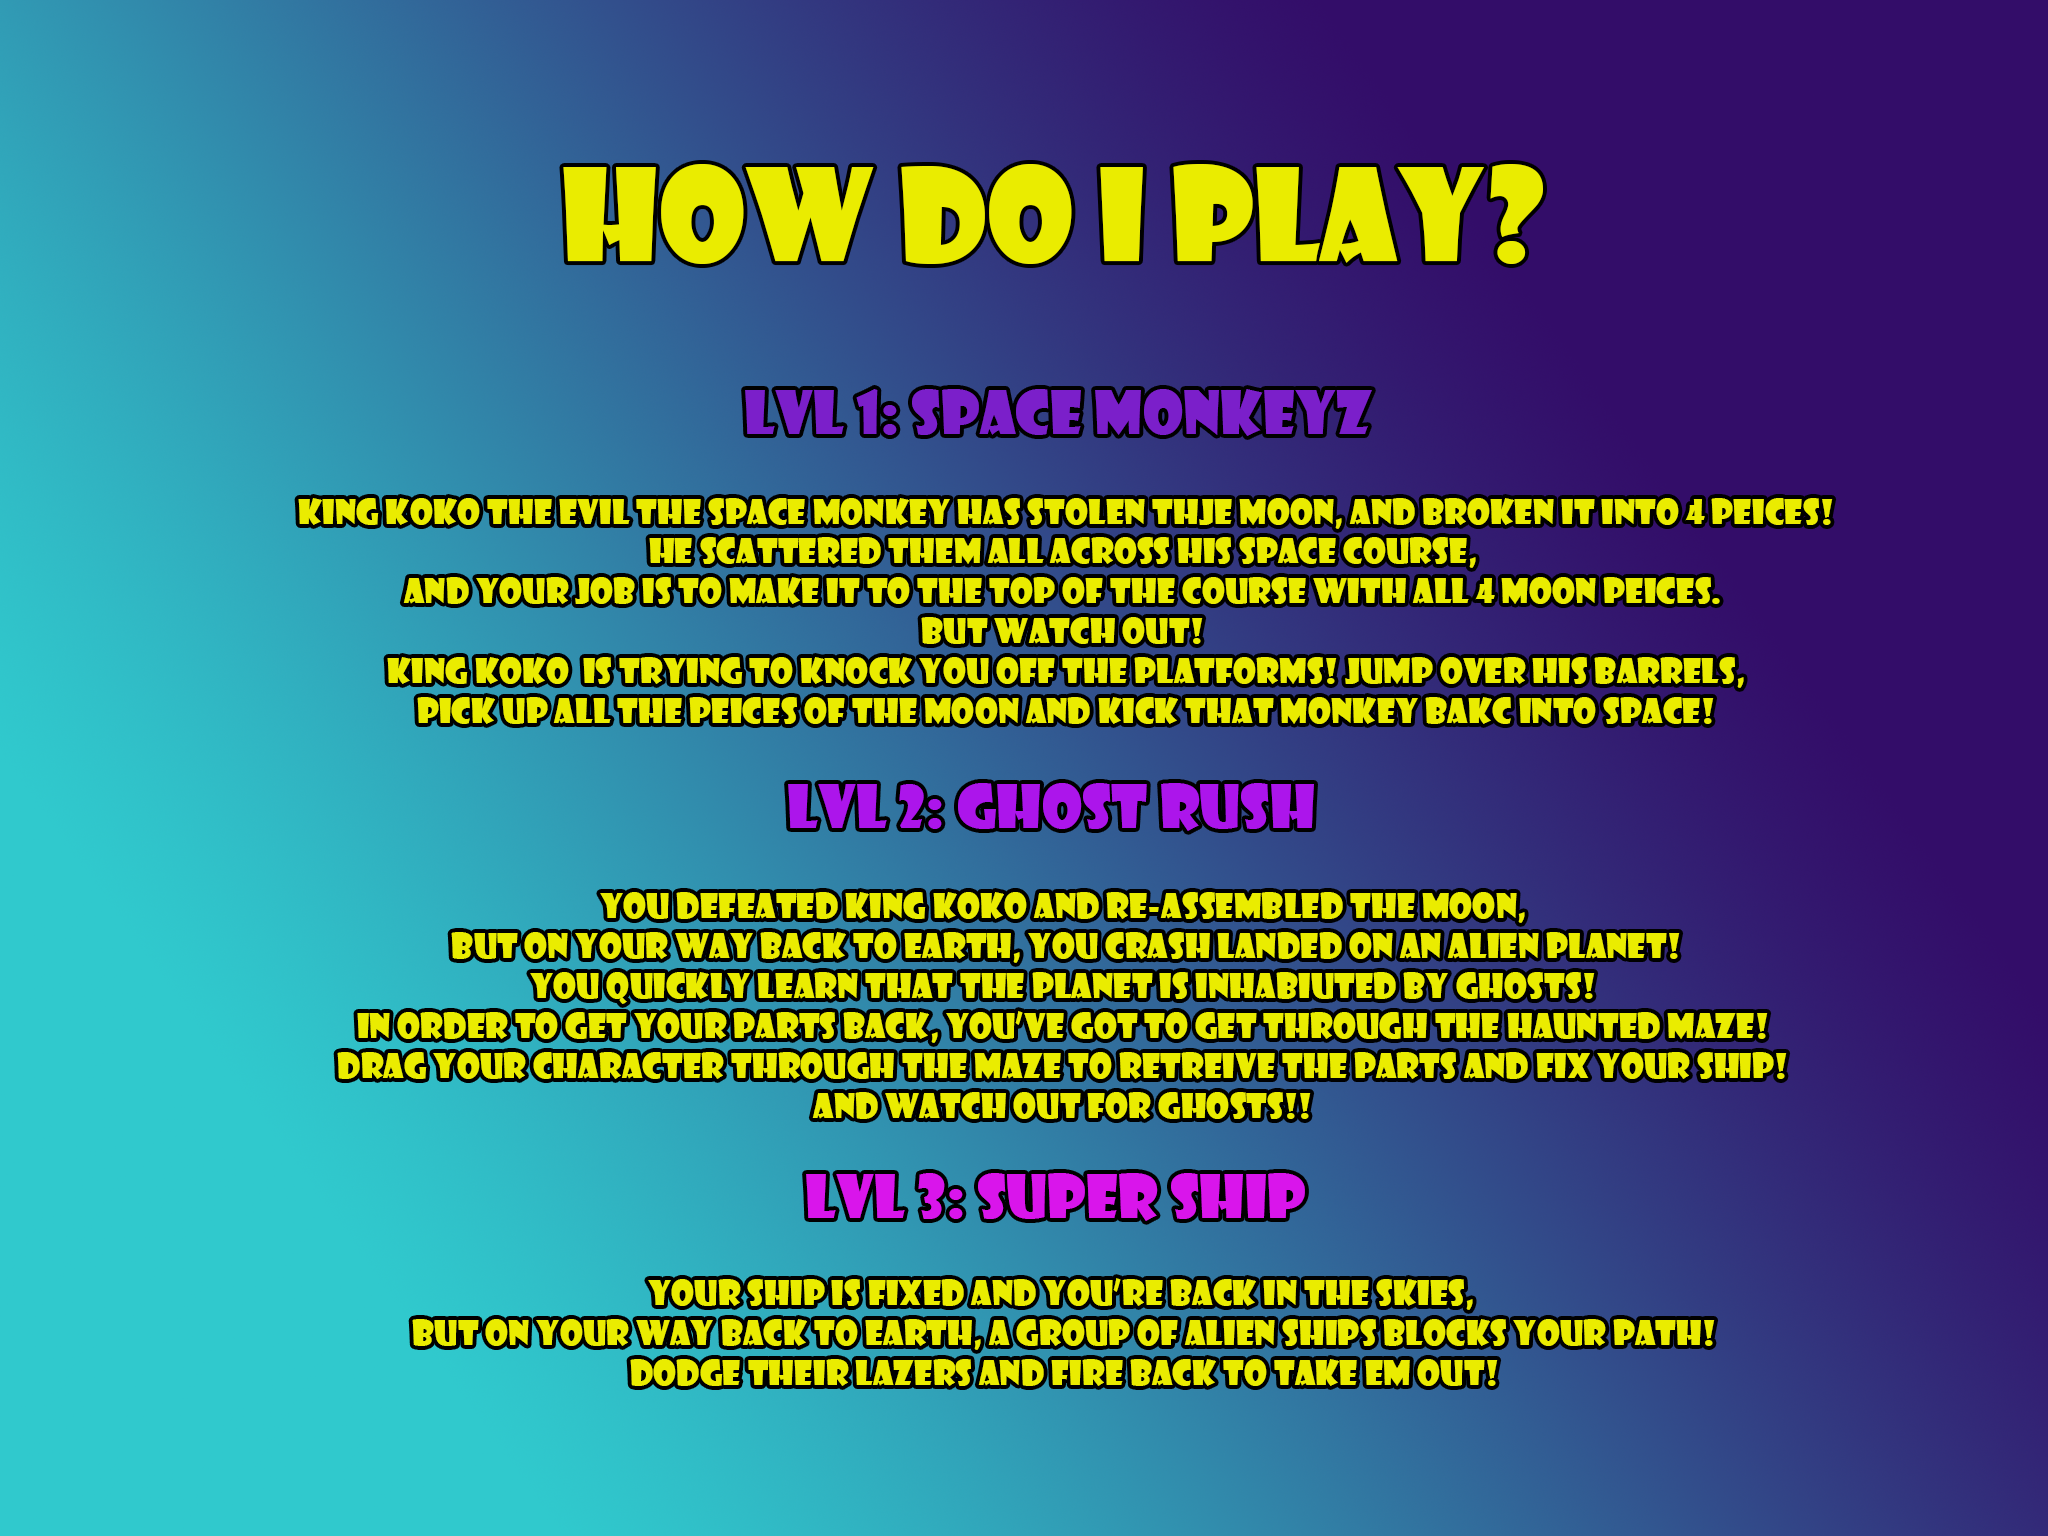 HOW DO I PLAY?
LVL 1: SPACE MONKEYZ
KING KOKO THE EVIL THE SPACE MONKEY HAS STOLEN THJE MOON, AND BROKEN IT INTO 4 PEICES!
HE SCATTERED THEM ALL ACROSS HIS SPACE COURSE,
AND YOUR JOB IS TO MAKE IT TO THE TOP OF THE COURSE WITH ALL 4 MOON PEICES.
BUT WATCH OUT!
KING KOKO IS TRYING TO KNOCK YOU OFF THE PLATFORMS! JUMP OVER HIS BARRELS,
PICK UP ALL THE PEICES OF THE MOON AND KICK THAT MONKEY BAKC INTO SPACE!
LVL 2: GHOST RUSH
YOU DEFEATED KING KOKO AND RE-ASSEMBLED THE MOON,
BUT ON YOUR WAY BACK TO EARTH, YOU CRASH LANDED ON AN ALIEN PLANET!
YOU QUICKLY LEARN THAT THE PLANET IS INHABIUTED BY GHOSTS!
IN ORDER TO GET YOUR PARTS BACK, YOU'VE GOT TO GET THROUGH THE HAUNTED MAZE!
DRAG YOUR CHARACTER THROUGH THE MAZE TO RETREIVE THE PARTS AND FIX YOUR SHIP!
AND WATCH OUT FOR GHOSTS!!
LVL 3: SUPER SHIP
YOUR SHIP IS FIXED AND YOU'RE BACK IN THE SKIES,
BUT ON YOUR WAY BACK TO EARTH, A GROUP OF ALIEN SHIPS BLOCKS YOUR PATH!
DODGE THEIR LAZERS AND FIRE BACK TO TAKE EM OUT!